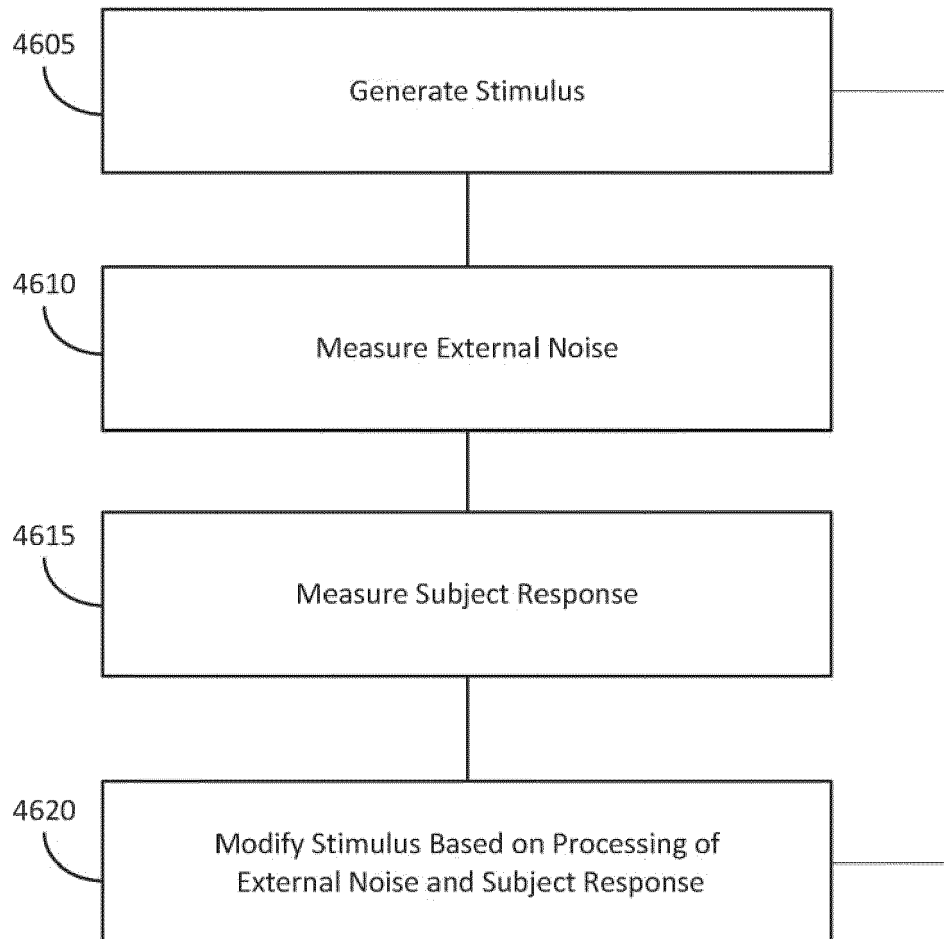 4605
Generate Stimulus
4610
Measure External Noise
4615
Measure Subject Response
4620
Modify Stimulus Based on Processing of
External Noise and Subject Response